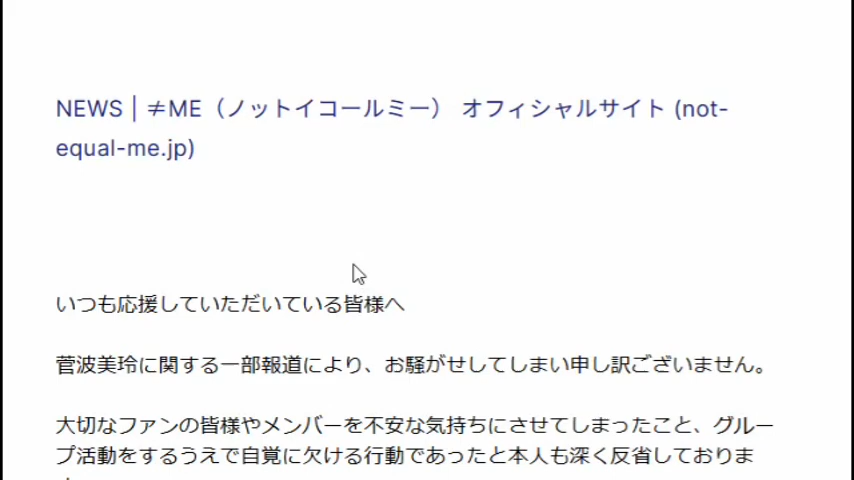 NEWS | ≠ME（ノットイコールミー） オフィシャルサイト (not-
equal-me.jp)
いつも応援していただいている皆様へ
菅波美玲に関する一部報道により、お騒がせしてしまい申し訳ございません。
大切なファンの皆様やメンバーを不安な気持ちにさせてしまったこと、グルー
プ活動をするうえで自覚に欠ける行動であったと本人も深く反省しておりま